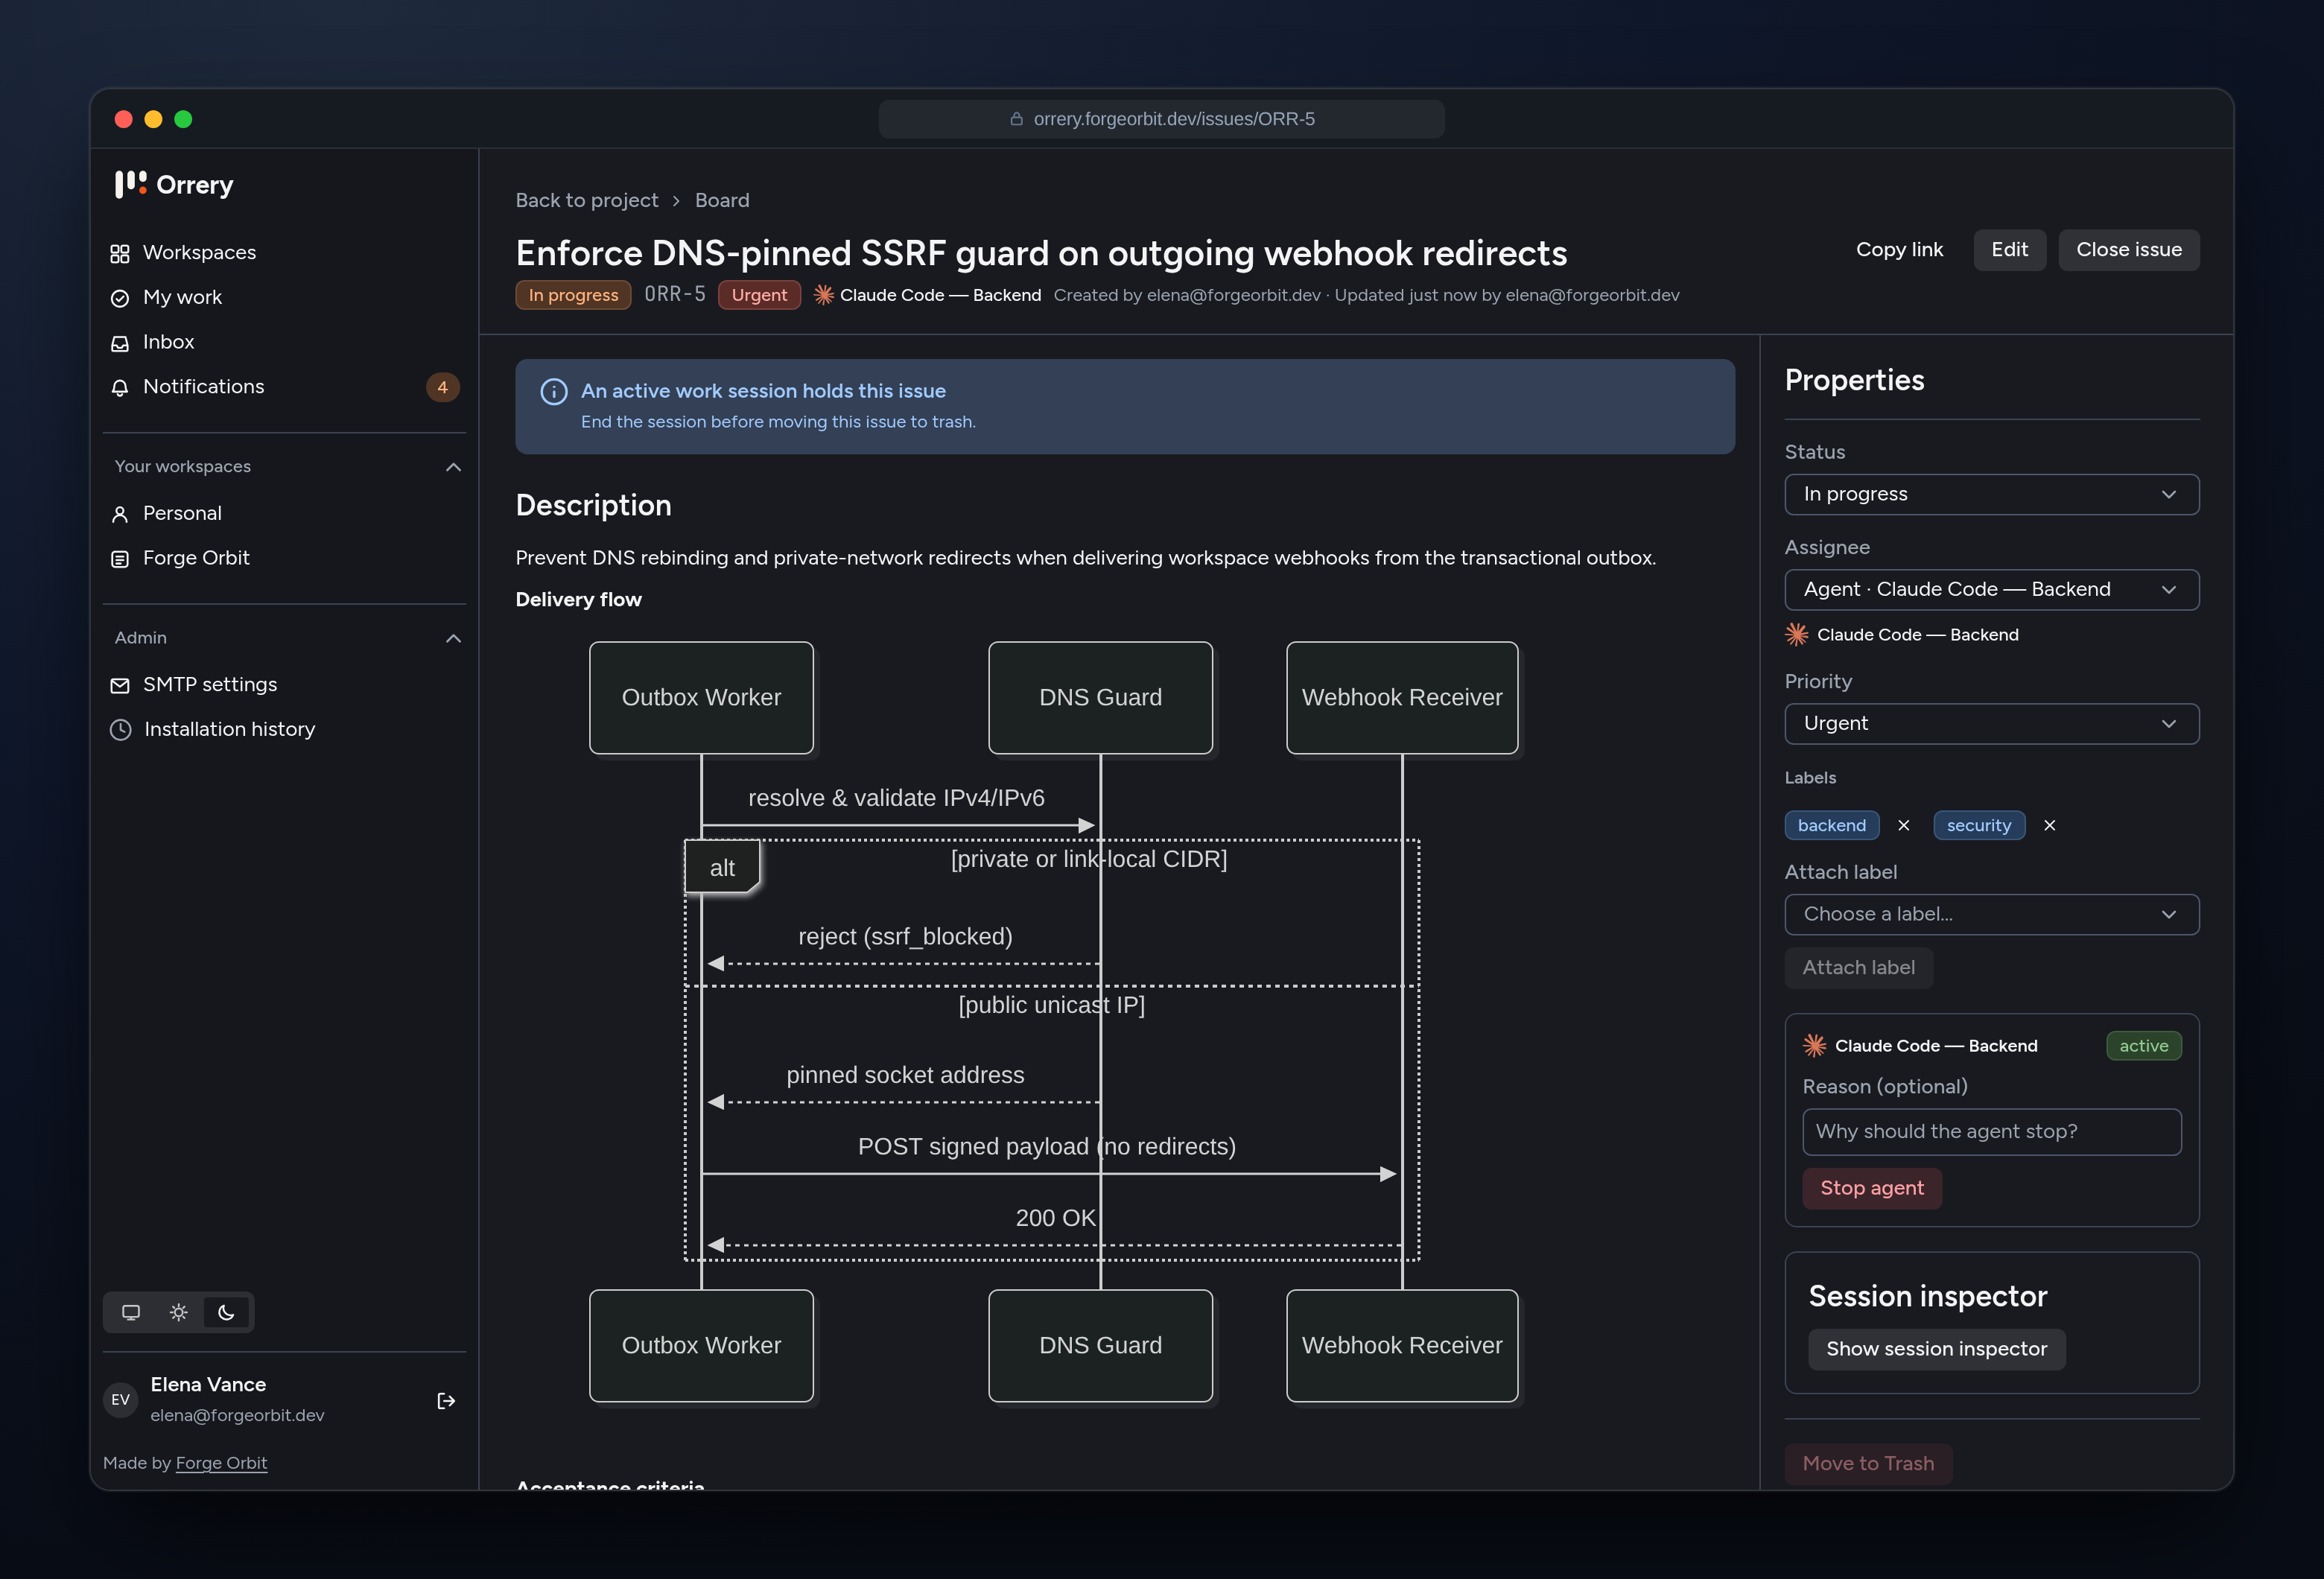 orrery.forgeorbit.dev/issues/ORR-5
Orrery
Workspaces
My work
Inbox
Notifications
4
Your workspaces
Personal
Forge Orbit
Admin
SMTP settings
Installation history
EV
Elena Vance
elena@forgeorbit.dev
Made by Forge Orbit
Back to project
Board
Enforce DNS-pinned SSRF guard on outgoing webhook redirects
Copy link
Edit
Close issue
In progress
ORR-5
Urgent
Claude Code — Backend
Created by elena@forgeorbit.dev · Updated just now by elena@forgeorbit.dev
An active work session holds this issue
End the session before moving this issue to trash.
Description
Prevent DNS rebinding and private-network redirects when delivering workspace webhooks from the transactional outbox.
Delivery flow
Outbox Worker
DNS Guard
Webhook Receiver
resolve & validate IPv4/IPv6
alt
[private or link-local CIDR]
reject (ssrf_blocked)
[public unicast IP]
pinned socket address
POST signed payload (no redirects)
200 OK
Outbox Worker
DNS Guard
Webhook Receiver
Acceptance criteria
Properties
Status
In progress
Assignee
Agent · Claude Code — Backend
Claude Code — Backend
Priority
Urgent
Labels
backend
security
Attach label
Choose a label...
Attach label
Claude Code — Backend
active
Reason (optional)
Why should the agent stop?
Stop agent
Session inspector
Show session inspector
Move to Trash